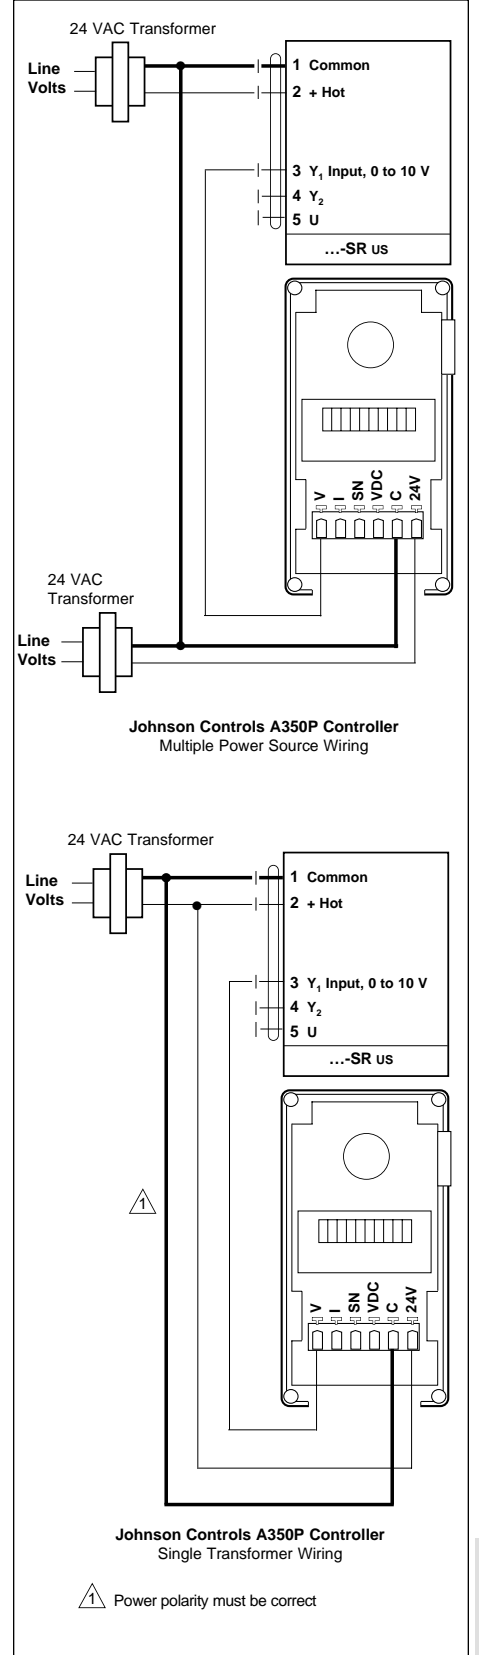 24 VAC Transformer
Line
Volts
1 Common
2 + Hot
3 Y1 Input, 0 to 10 V
4 Y2
5 U
...-SR US
V
I
SN
VDC
C
24V
24 VAC
Transformer
Line
Volts
Johnson Controls A350P Controller
Multiple Power Source Wiring
24 VAC Transformer
Line
Volts
1 Common
2 + Hot
3 Y1 Input, 0 to 10 V
4 Y2
5 U
...-SR US
1
V
I
SN
VDC
C
24V
Johnson Controls A350P Controller
Single Transformer Wiring
1 Power polarity must be correct